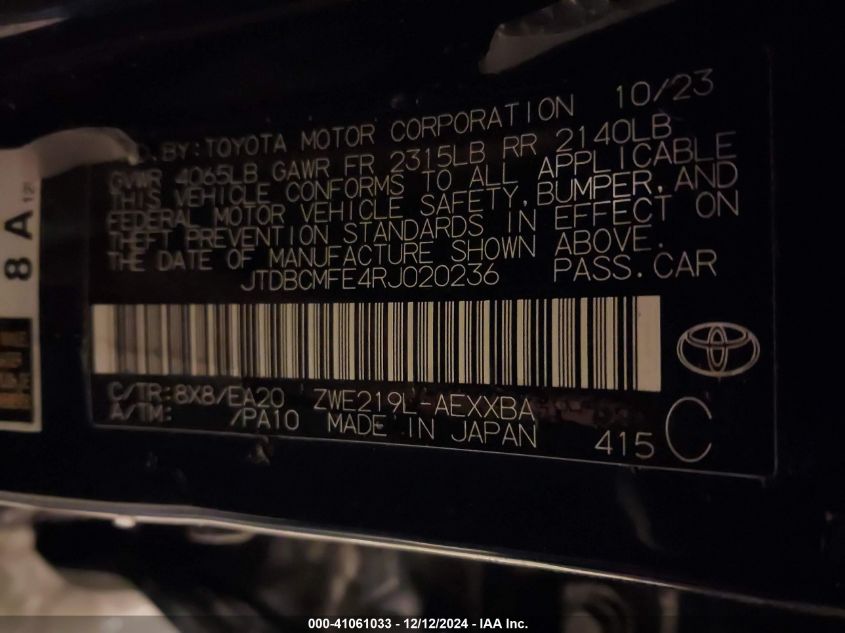 10/23
D.BY:TOYOTA MOTOR CORPORATION
GVWR 4065LB GAWR FR 2315LB RR 2140LB
THIS VEHICLE CONFORMS TO ALL APPLICABLE
FEDERAL MOTOR VEHICLE SAFETY,BUMPER,AND
THEFT PREVENTION STANDARDS IN EFFECT ON
THE DATE OF MANUFACTURE SHOWN ABOVE.
JTDBCMFE4RJ020236 PASS.CAR
C/TR:8X8/EA20 ZWE219L-AEXXBA
A/TM: /PA10 MADE IN JAPAN
415 C
8 A
000-41061033 - 12/12/2024 - IAA Inc.